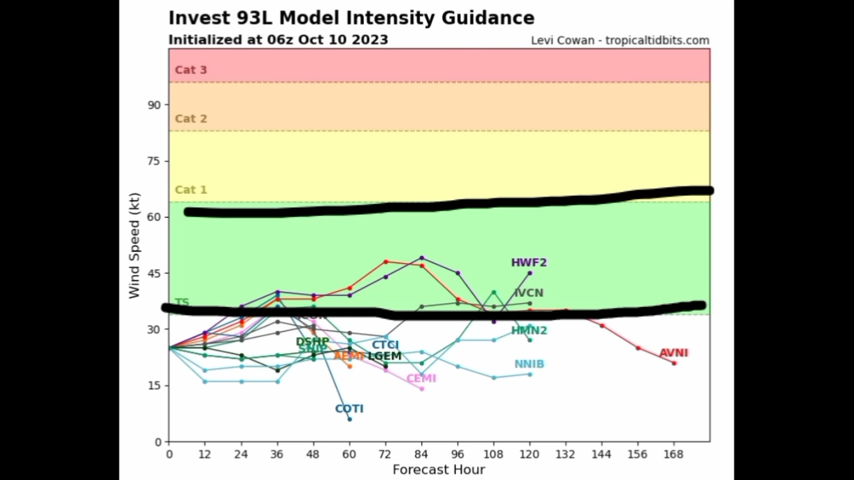 Invest 93L Model Intensity Guidance
Initialized at 06z Oct 10 2023
Levi Cowan - tropicaltidbits.com
Cat 3
90
Cat 2
75
Cat 1
60
HWF2
45
IVCN
TS
30
HMN2
DSHP
CTCI
LGEM
NNIB
AVNI
15
CEMI
COTI
0
Wind Speed (kt)
0 12 24 36 48 60 72 84 96 108 120 132 144 156 168
Forecast Hour